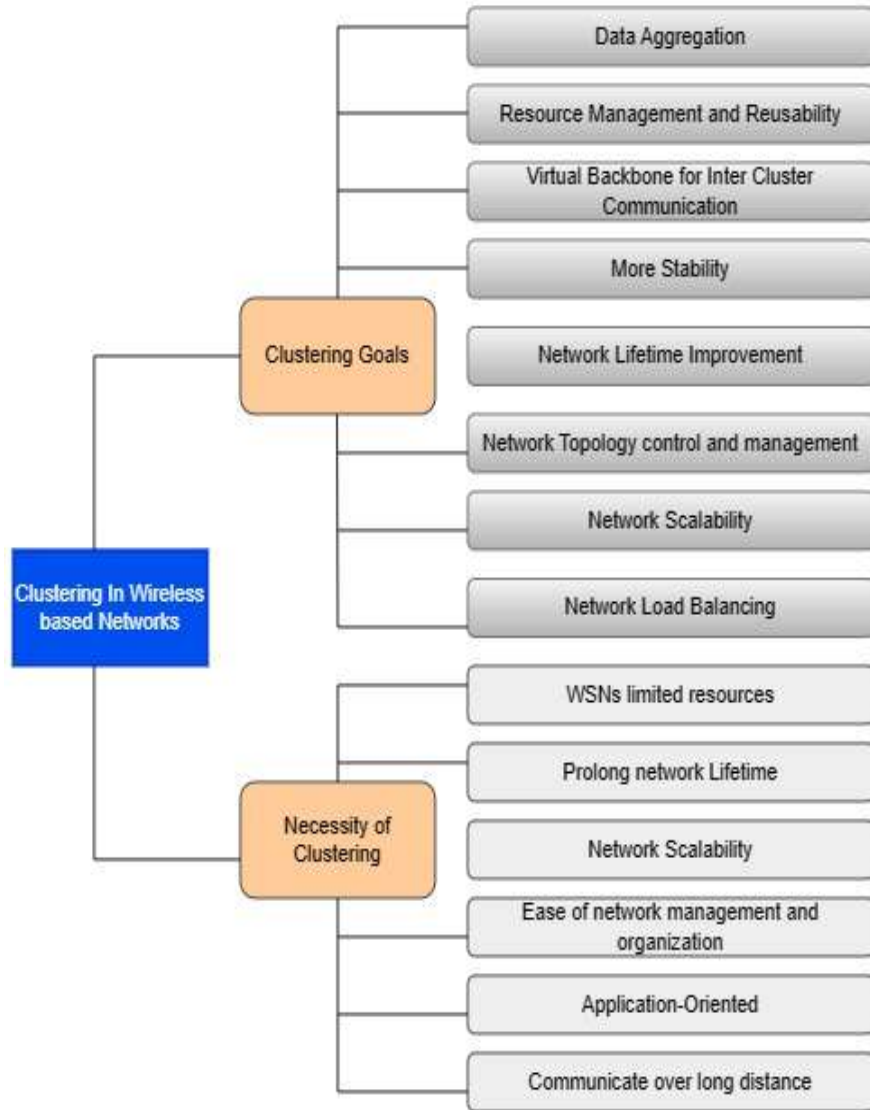 Data Aggregation
Resource Management and Reusability
Virtual Backbone for Inter Cluster
Communication
More Stability
Clustering Goals
Network Lifetime Improvement
Network Topology control and management
Network Scalability
Clustering In Wireless
based Networks
Network Load Balancing
WSNs limited resources
Prolong network Lifetime
Necessity of
Clustering
Network Scalability
Ease of network management and
organization
Application-Oriented
Communicate over long distance